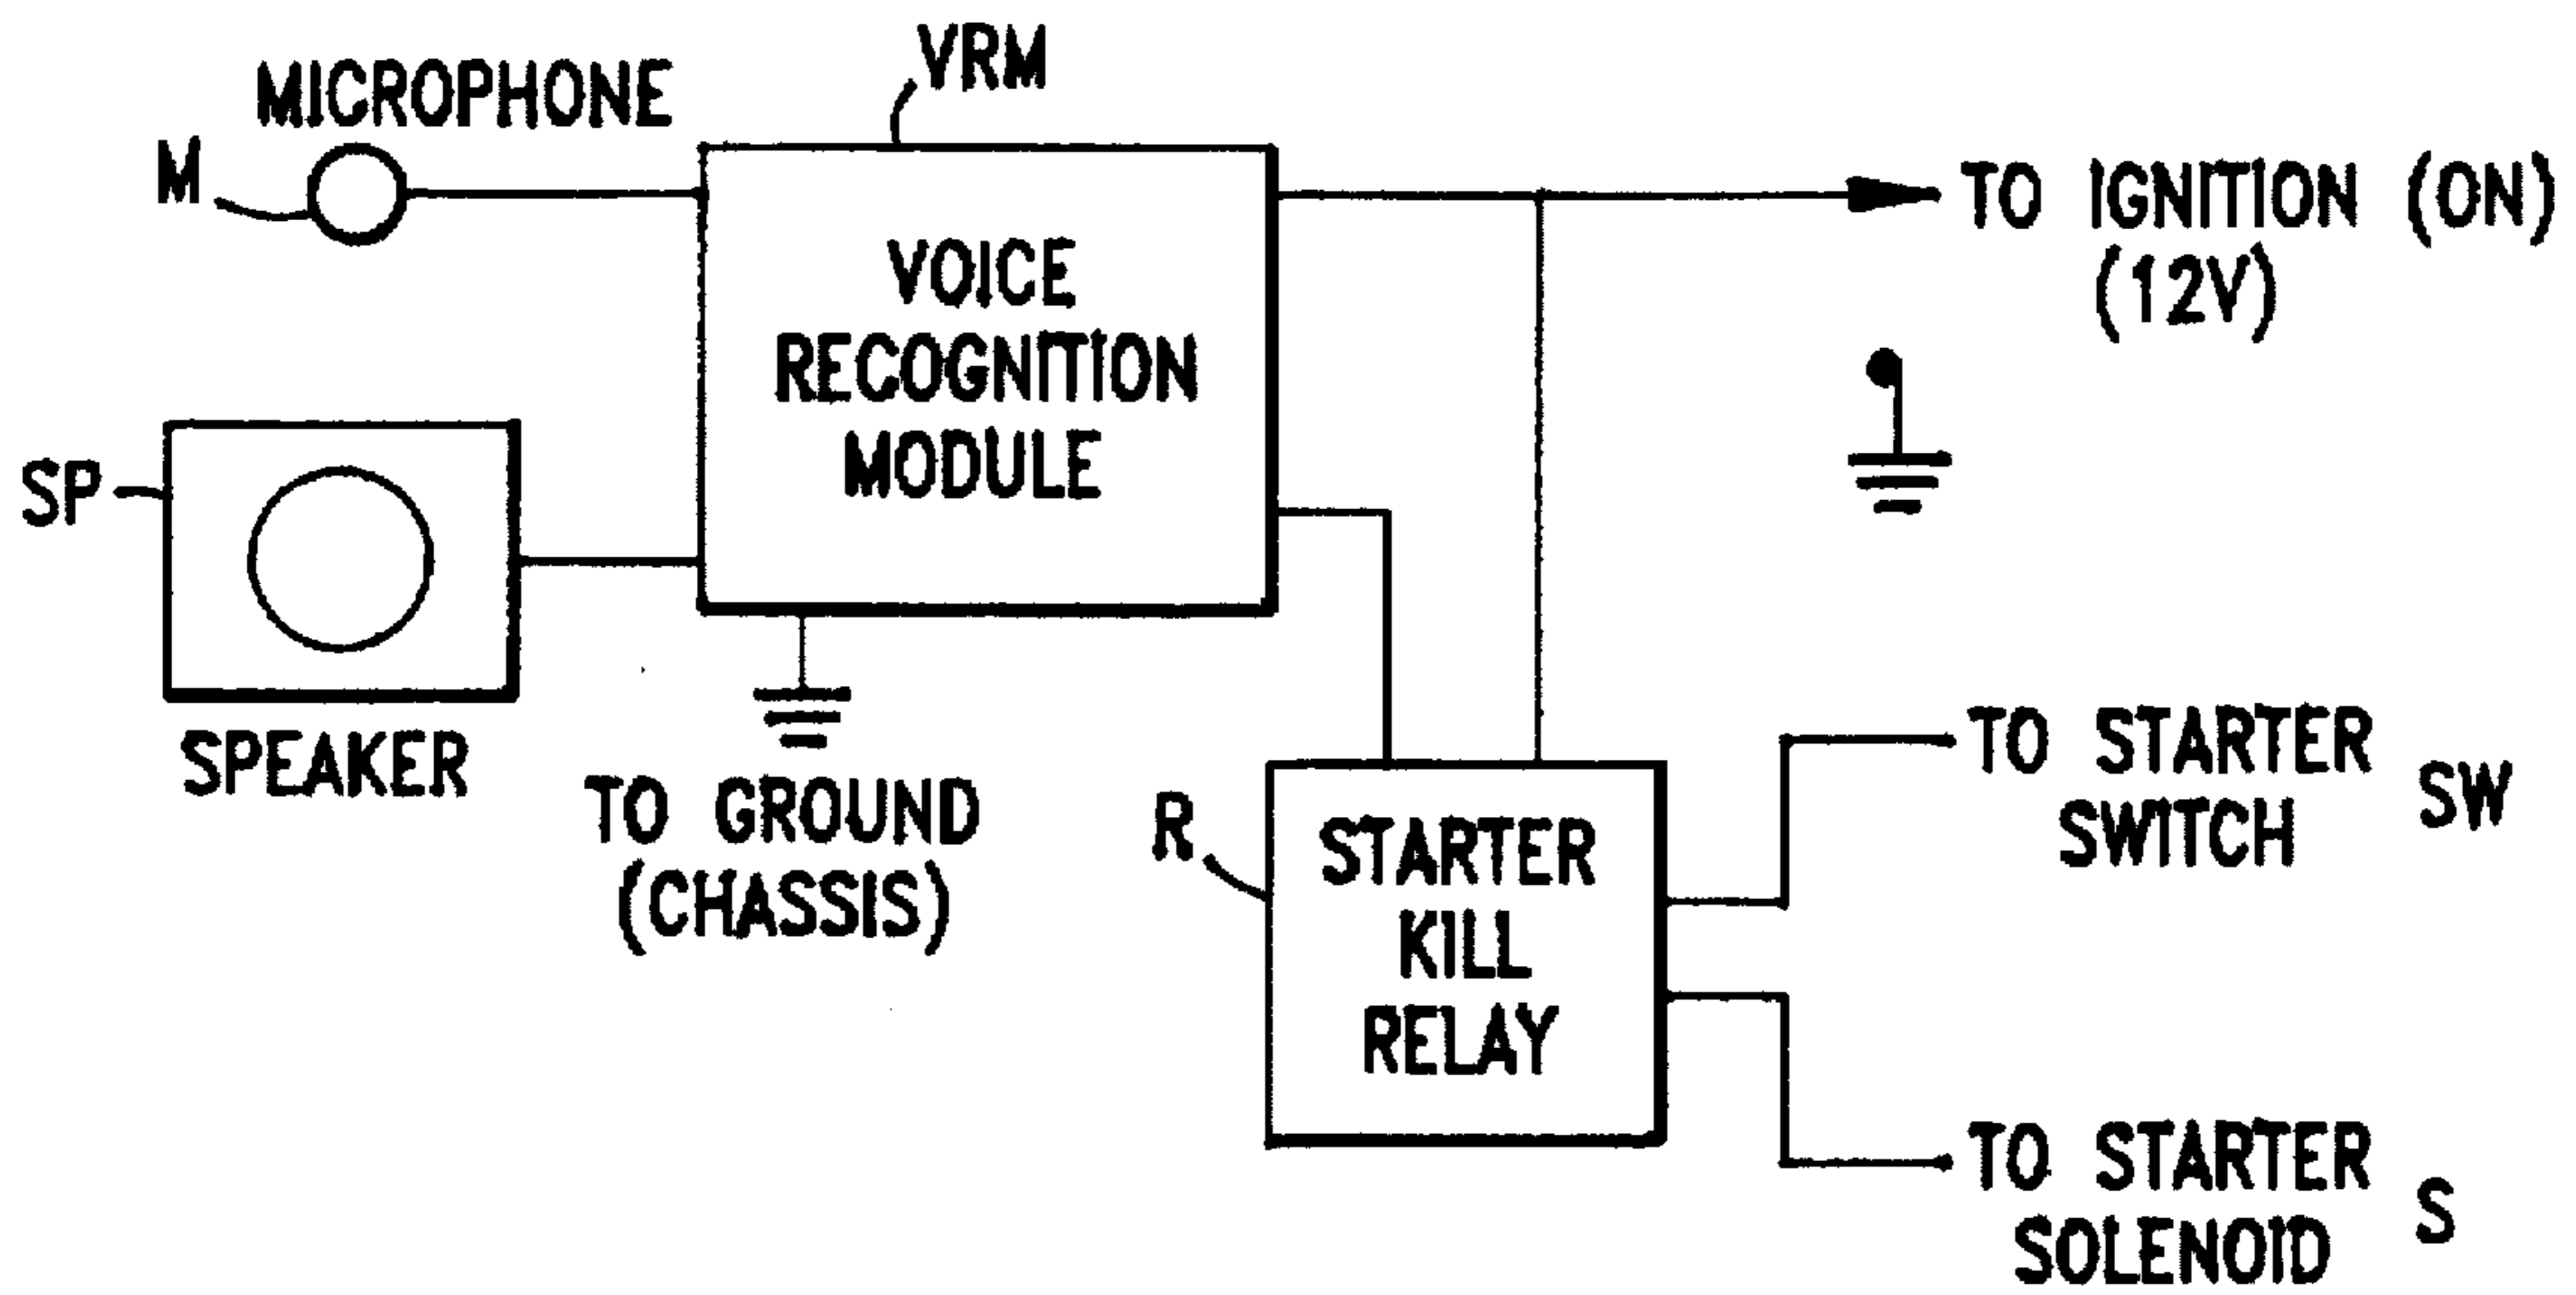 VRM
MICROPHONE
M
TO IGNITION (ON)
(12V)
VOICE
RECOGNITION
MODULE
SP
SPEAKER
TO GROUND
(CHASSIS)
R
STARTER
KILL
RELAY
TO STARTER
SWITCH
SW
TO STARTER
SOLENOID
S